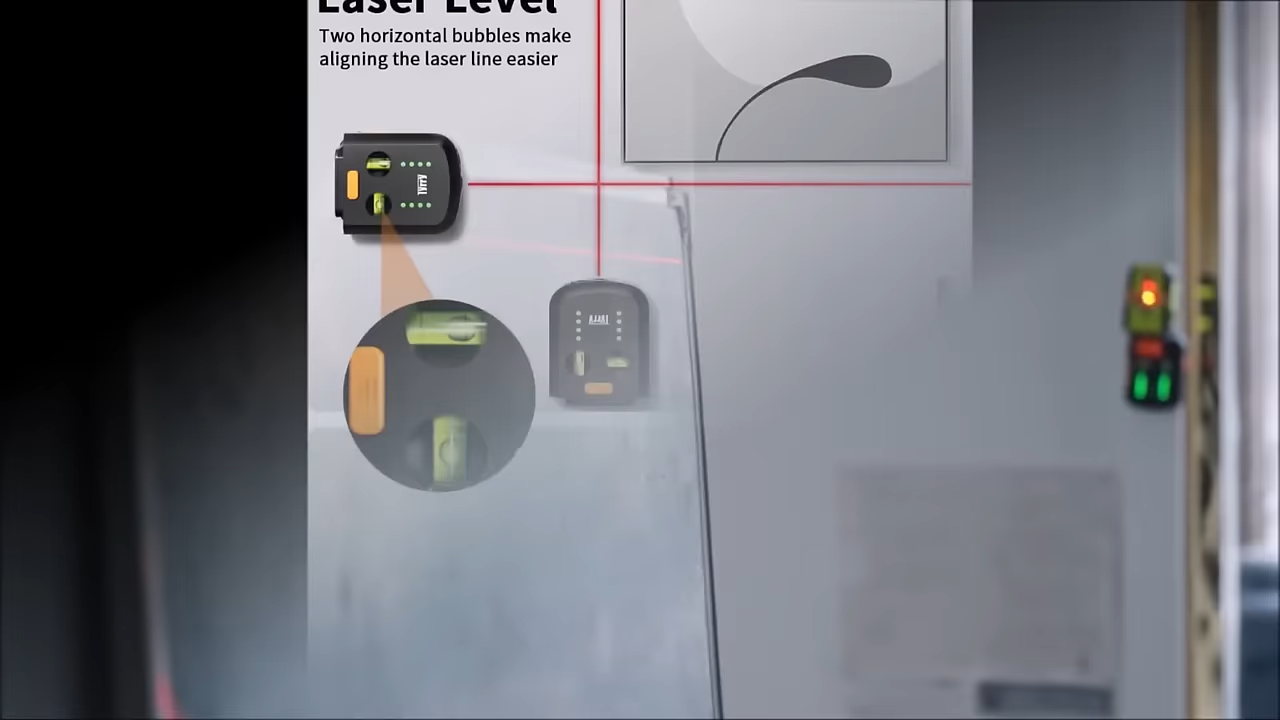 Laser Level
Two horizontal bubbles make
aligning the laser line easier